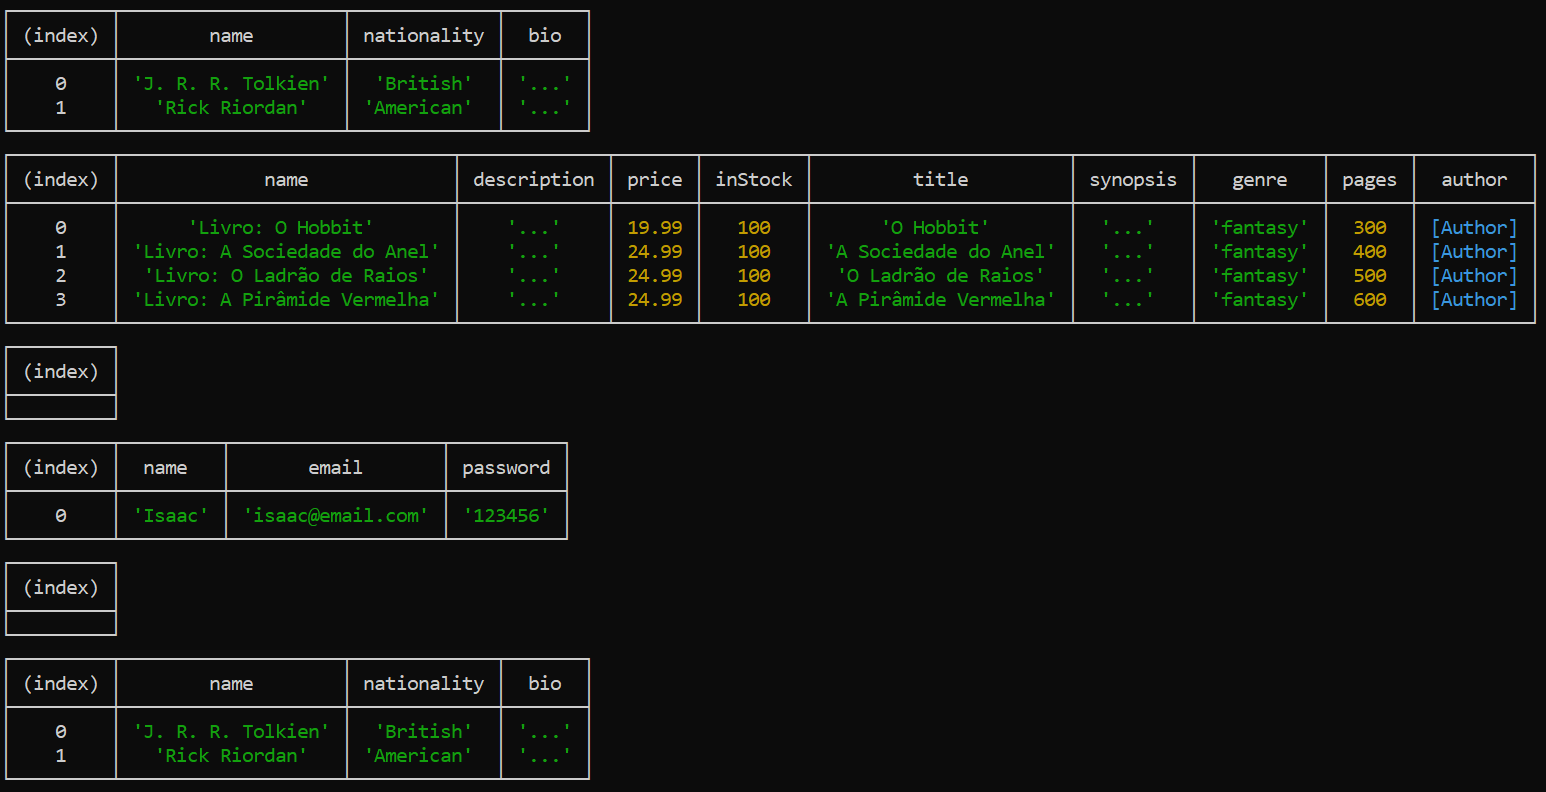 (index) name nationality bio
0 'J. R. R. Tolkien' 'British' '...'
1 'Rick Riordan' 'American' '...'
(index) name description price inStock title synopsis genre pages author
0 'Livro: O Hobbit' '...' 19.99 100 'O Hobbit' '...' 'fantasy' 300 [Author]
1 'Livro: A Sociedade do Anel' '...' 24.99 100 'A Sociedade do Anel' '...' 'fantasy' 400 [Author]
2 'Livro: O Ladrão de Raios' '...' 24.99 100 'O Ladrão de Raios' '...' 'fantasy' 500 [Author]
3 'Livro: A Pirâmide Vermelha' '...' 24.99 100 'A Pirâmide Vermelha' '...' 'fantasy' 600 [Author]
(index)
(index) name email password
0 'Isaac' 'isaac@email.com' '123456'
(index)
(index) name nationality bio
0 'J. R. R. Tolkien' 'British' '...'
1 'Rick Riordan' 'American' '...'